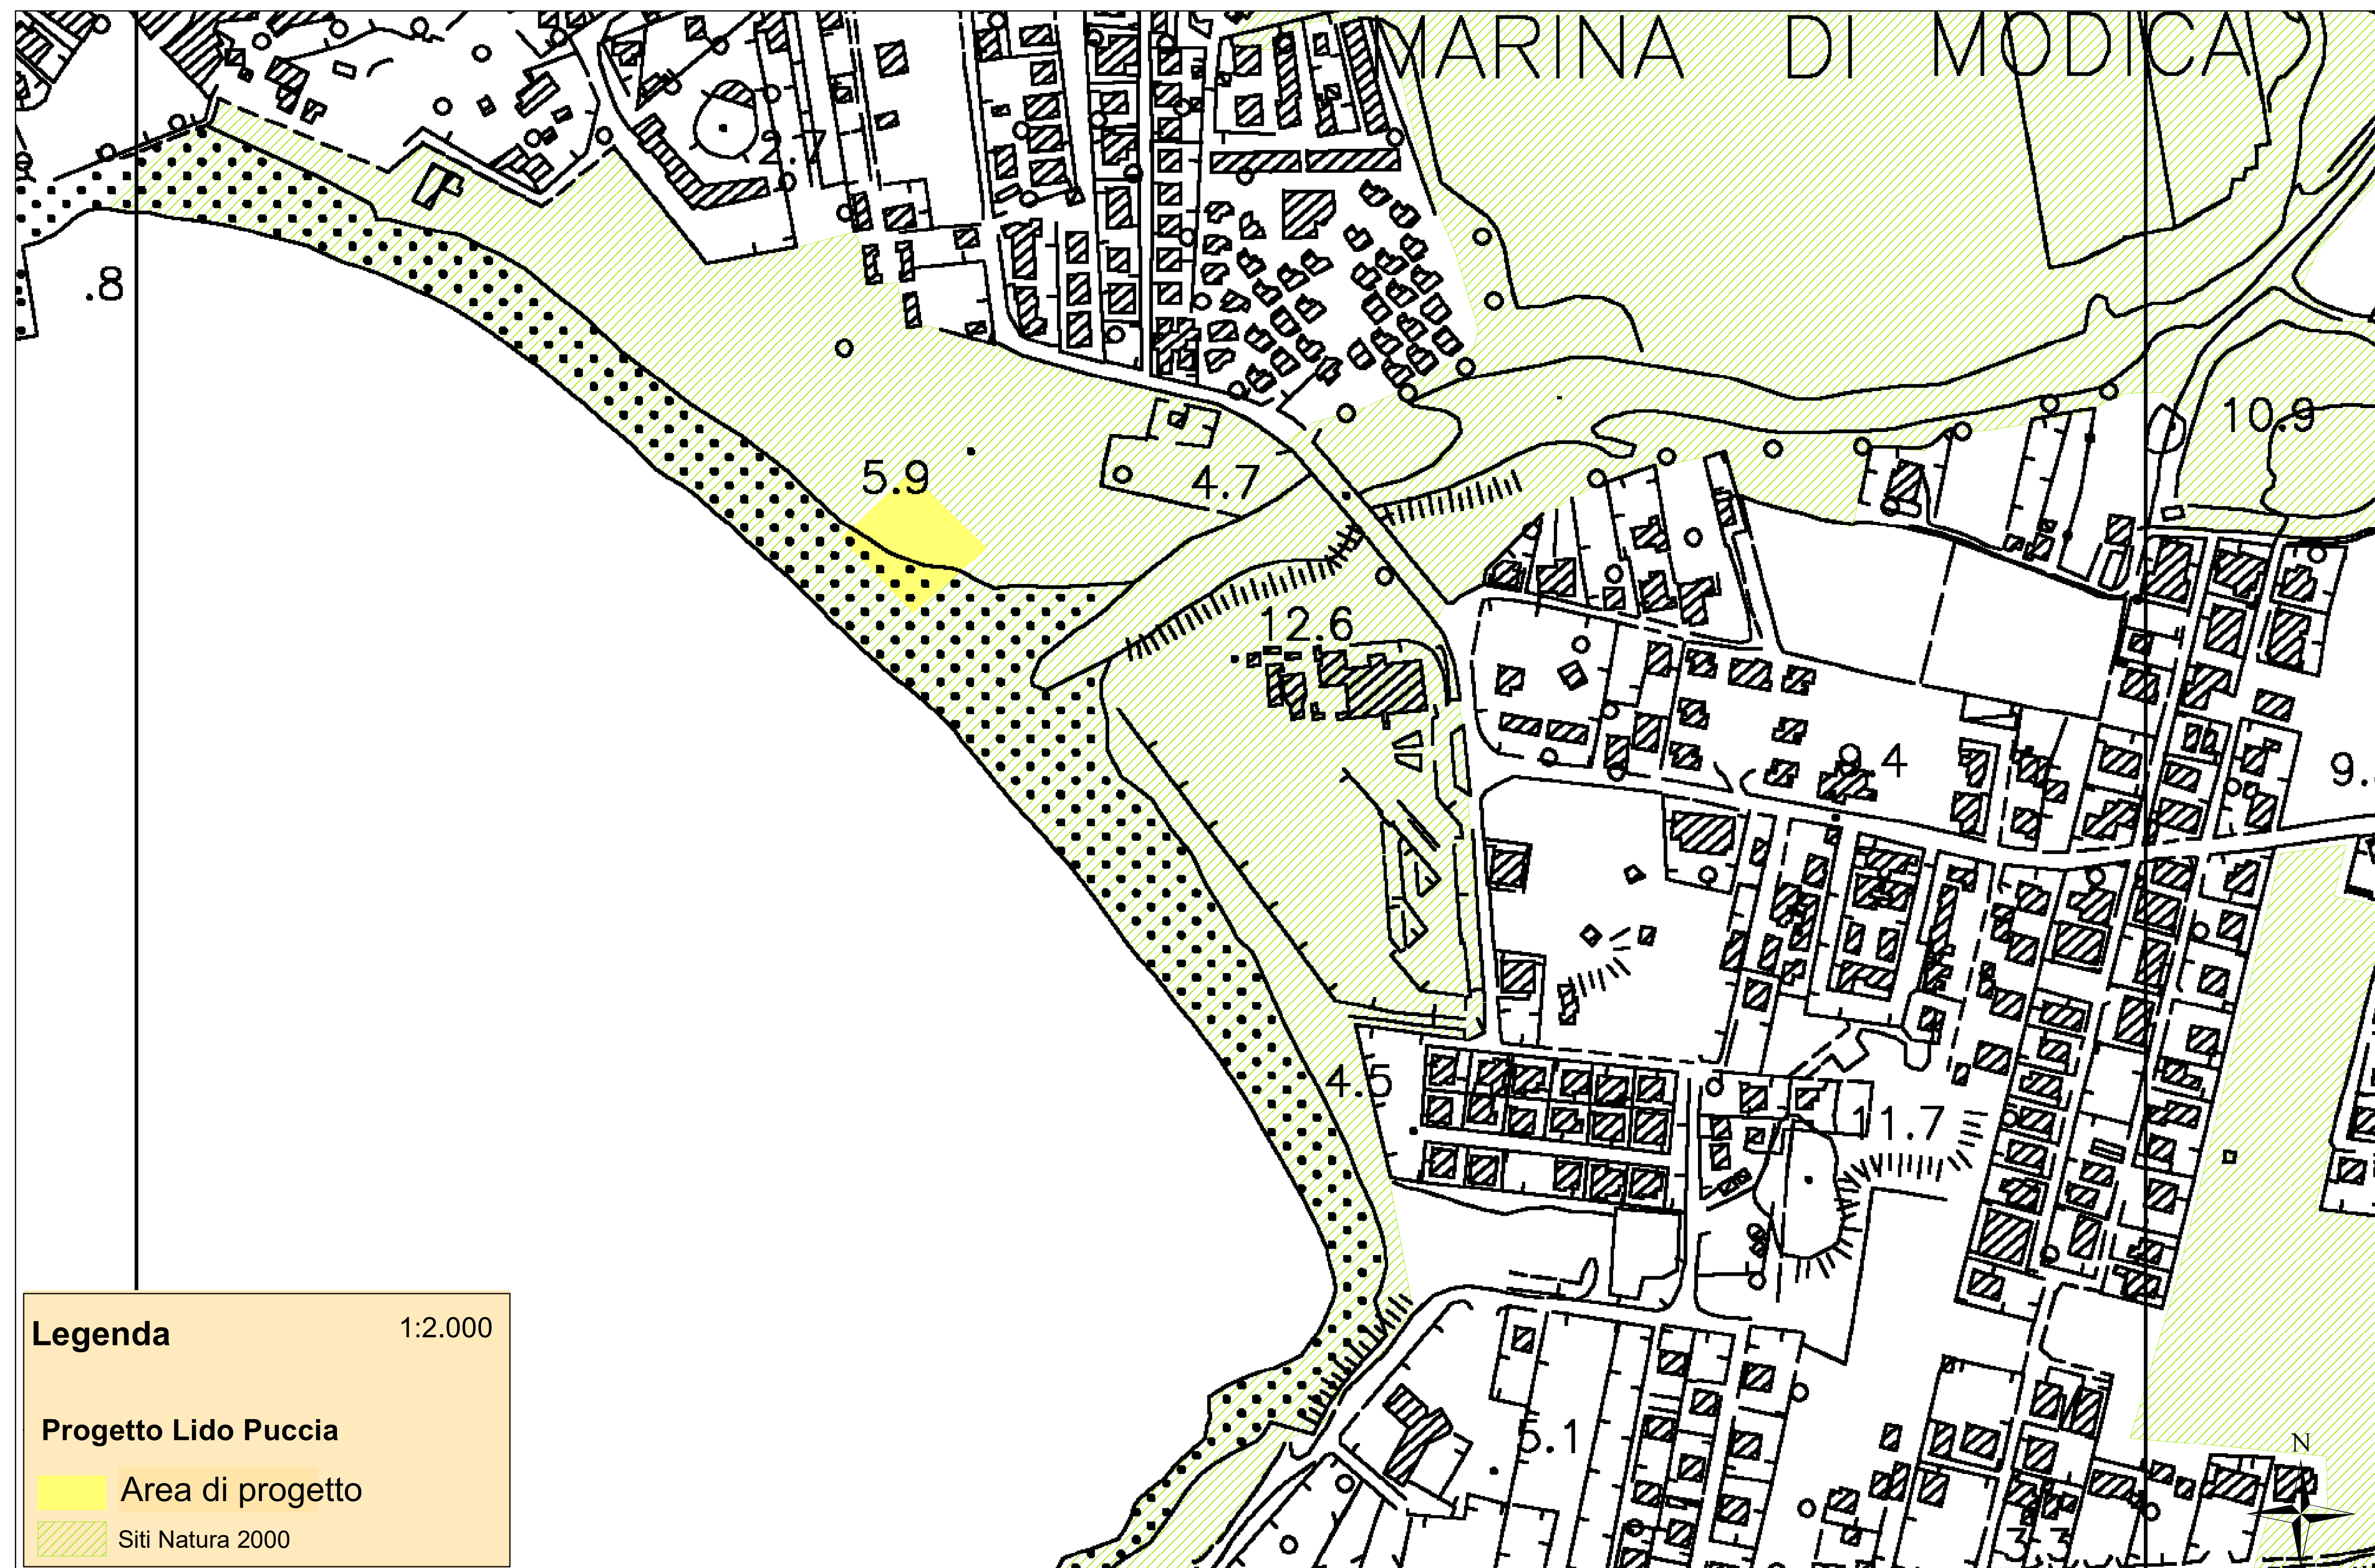 MARINA DI MODICA
2.7
.8
10.9
5.9
4.7
12.6
9.4
9.
4.5
11.7
5.1
3.3
N
Legenda 1:2.000
Progetto Lido Puccia
Area di progetto
Siti Natura 2000